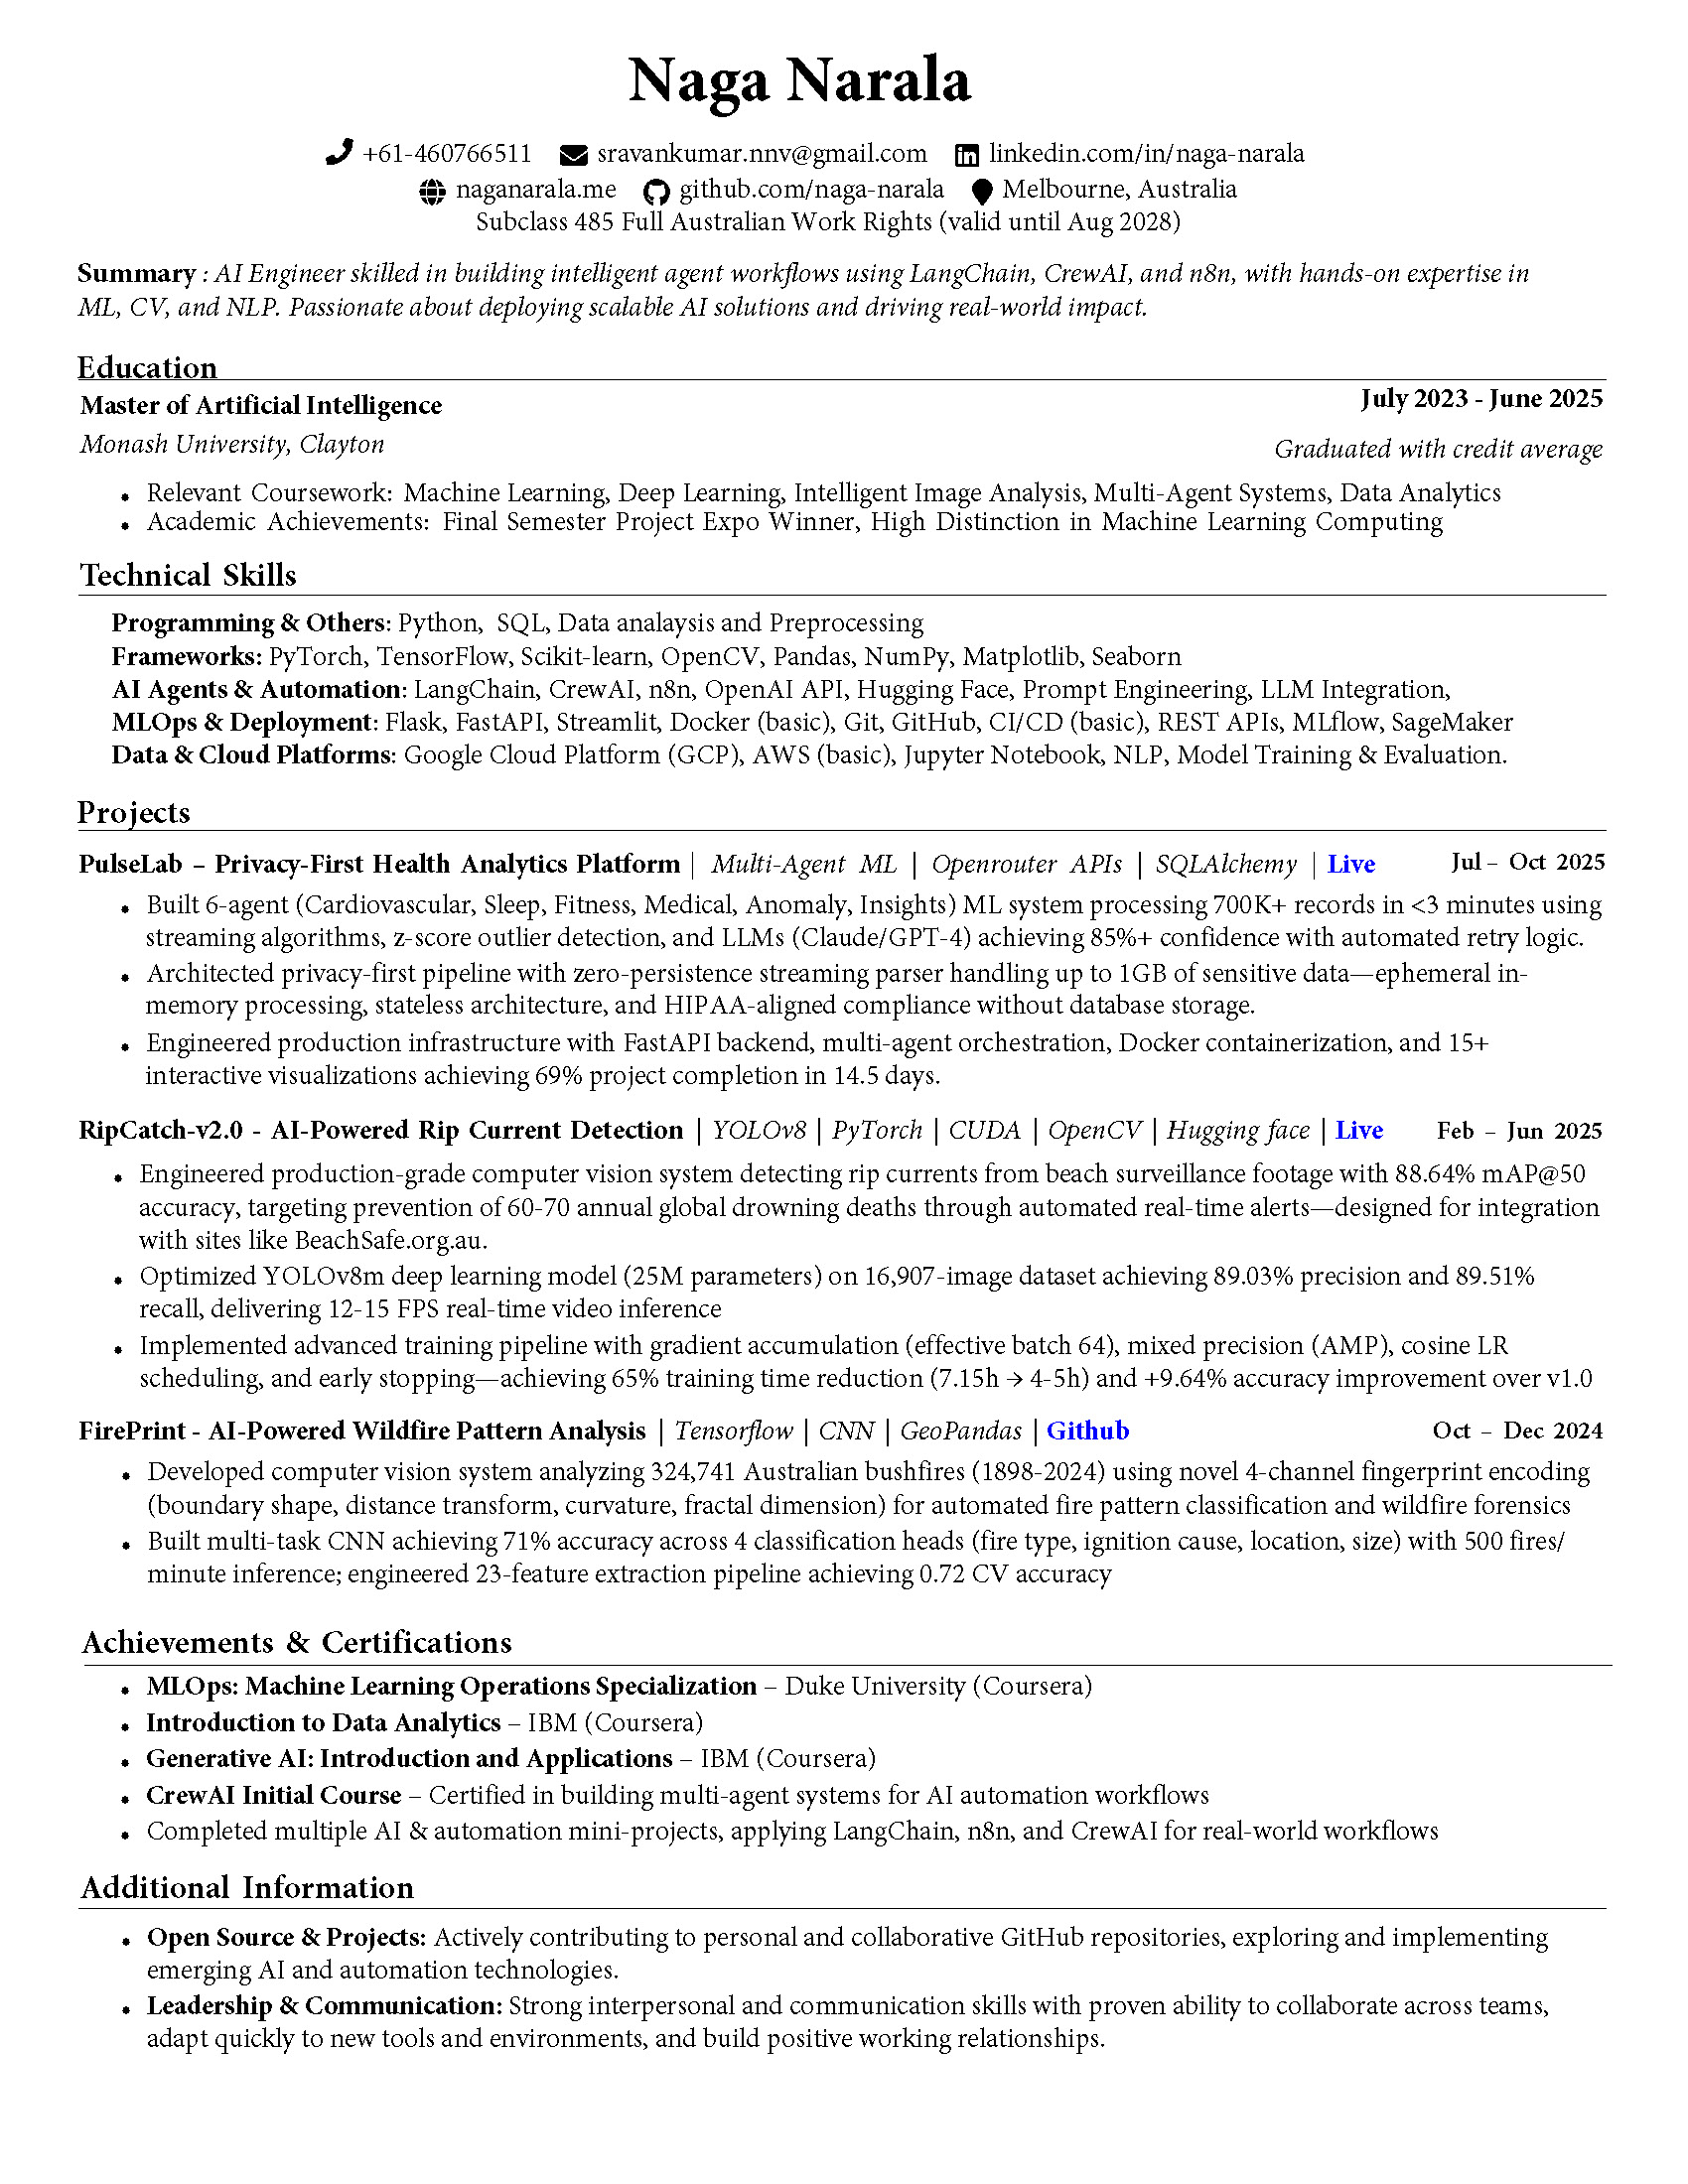 Naga Narala
+61-460766511 sravankumar.nnv@gmail.com linkedin.com/in/naga-narala
naganarala.me github.com/naga-narala Melbourne, Australia
Subclass 485 Full Australian Work Rights (valid until Aug 2028)
Summary : AI Engineer skilled in building intelligent agent workflows using LangChain, CrewAI, and n8n, with hands-on expertise in
ML, CV, and NLP. Passionate about deploying scalable AI solutions and driving real-world impact.
Education
Master of Artificial Intelligence July 2023 - June 2025
Monash University, Clayton Graduated with credit average
• Relevant Coursework: Machine Learning, Deep Learning, Intelligent Image Analysis, Multi-Agent Systems, Data Analytics
• Academic Achievements: Final Semester Project Expo Winner, High Distinction in Machine Learning Computing
Technical Skills
Programming & Others: Python, SQL, Data analaysis and Preprocessing
Frameworks: PyTorch, TensorFlow, Scikit-learn, OpenCV, Pandas, NumPy, Matplotlib, Seaborn
AI Agents & Automation: LangChain, CrewAI, n8n, OpenAI API, Hugging Face, Prompt Engineering, LLM Integration,
MLOps & Deployment: Flask, FastAPI, Streamlit, Docker (basic), Git, GitHub, CI/CD (basic), REST APIs, MLflow, SageMaker
Data & Cloud Platforms: Google Cloud Platform (GCP), AWS (basic), Jupyter Notebook, NLP, Model Training & Evaluation.
Projects
PulseLab – Privacy-First Health Analytics Platform | Multi-Agent ML | Openrouter APIs | SQLAlchemy | Live Jul – Oct 2025
• Built 6-agent (Cardiovascular, Sleep, Fitness, Medical, Anomaly, Insights) ML system processing 700K+ records in <3 minutes using
streaming algorithms, z-score outlier detection, and LLMs (Claude/GPT-4) achieving 85%+ confidence with automated retry logic.
• Architected privacy-first pipeline with zero-persistence streaming parser handling up to 1GB of sensitive data—ephemeral in-
memory processing, stateless architecture, and HIPAA-aligned compliance without database storage.
• Engineered production infrastructure with FastAPI backend, multi-agent orchestration, Docker containerization, and 15+
interactive visualizations achieving 69% project completion in 14.5 days.
RipCatch-v2.0 - AI-Powered Rip Current Detection | YOLOv8 | PyTorch | CUDA | OpenCV | Hugging face | Live Feb – Jun 2025
• Engineered production-grade computer vision system detecting rip currents from beach surveillance footage with 88.64% mAP@50
accuracy, targeting prevention of 60-70 annual global drowning deaths through automated real-time alerts—designed for integration
with sites like BeachSafe.org.au.
• Optimized YOLOv8m deep learning model (25M parameters) on 16,907-image dataset achieving 89.03% precision and 89.51%
recall, delivering 12-15 FPS real-time video inference
• Implemented advanced training pipeline with gradient accumulation (effective batch 64), mixed precision (AMP), cosine LR
scheduling, and early stopping—achieving 65% training time reduction (7.15h → 4-5h) and +9.64% accuracy improvement over v1.0
FirePrint - AI-Powered Wildfire Pattern Analysis | Tensorflow | CNN | GeoPandas | Github Oct – Dec 2024
• Developed computer vision system analyzing 324,741 Australian bushfires (1898-2024) using novel 4-channel fingerprint encoding
(boundary shape, distance transform, curvature, fractal dimension) for automated fire pattern classification and wildfire forensics
• Built multi-task CNN achieving 71% accuracy across 4 classification heads (fire type, ignition cause, location, size) with 500 fires/
minute inference; engineered 23-feature extraction pipeline achieving 0.72 CV accuracy
Achievements & Certifications
• MLOps: Machine Learning Operations Specialization – Duke University (Coursera)
• Introduction to Data Analytics – IBM (Coursera)
• Generative AI: Introduction and Applications – IBM (Coursera)
• CrewAI Initial Course – Certified in building multi-agent systems for AI automation workflows
• Completed multiple AI & automation mini-projects, applying LangChain, n8n, and CrewAI for real-world workflows
Additional Information
• Open Source & Projects: Actively contributing to personal and collaborative GitHub repositories, exploring and implementing
emerging AI and automation technologies.
• Leadership & Communication: Strong interpersonal and communication skills with proven ability to collaborate across teams,
adapt quickly to new tools and environments, and build positive working relationships.